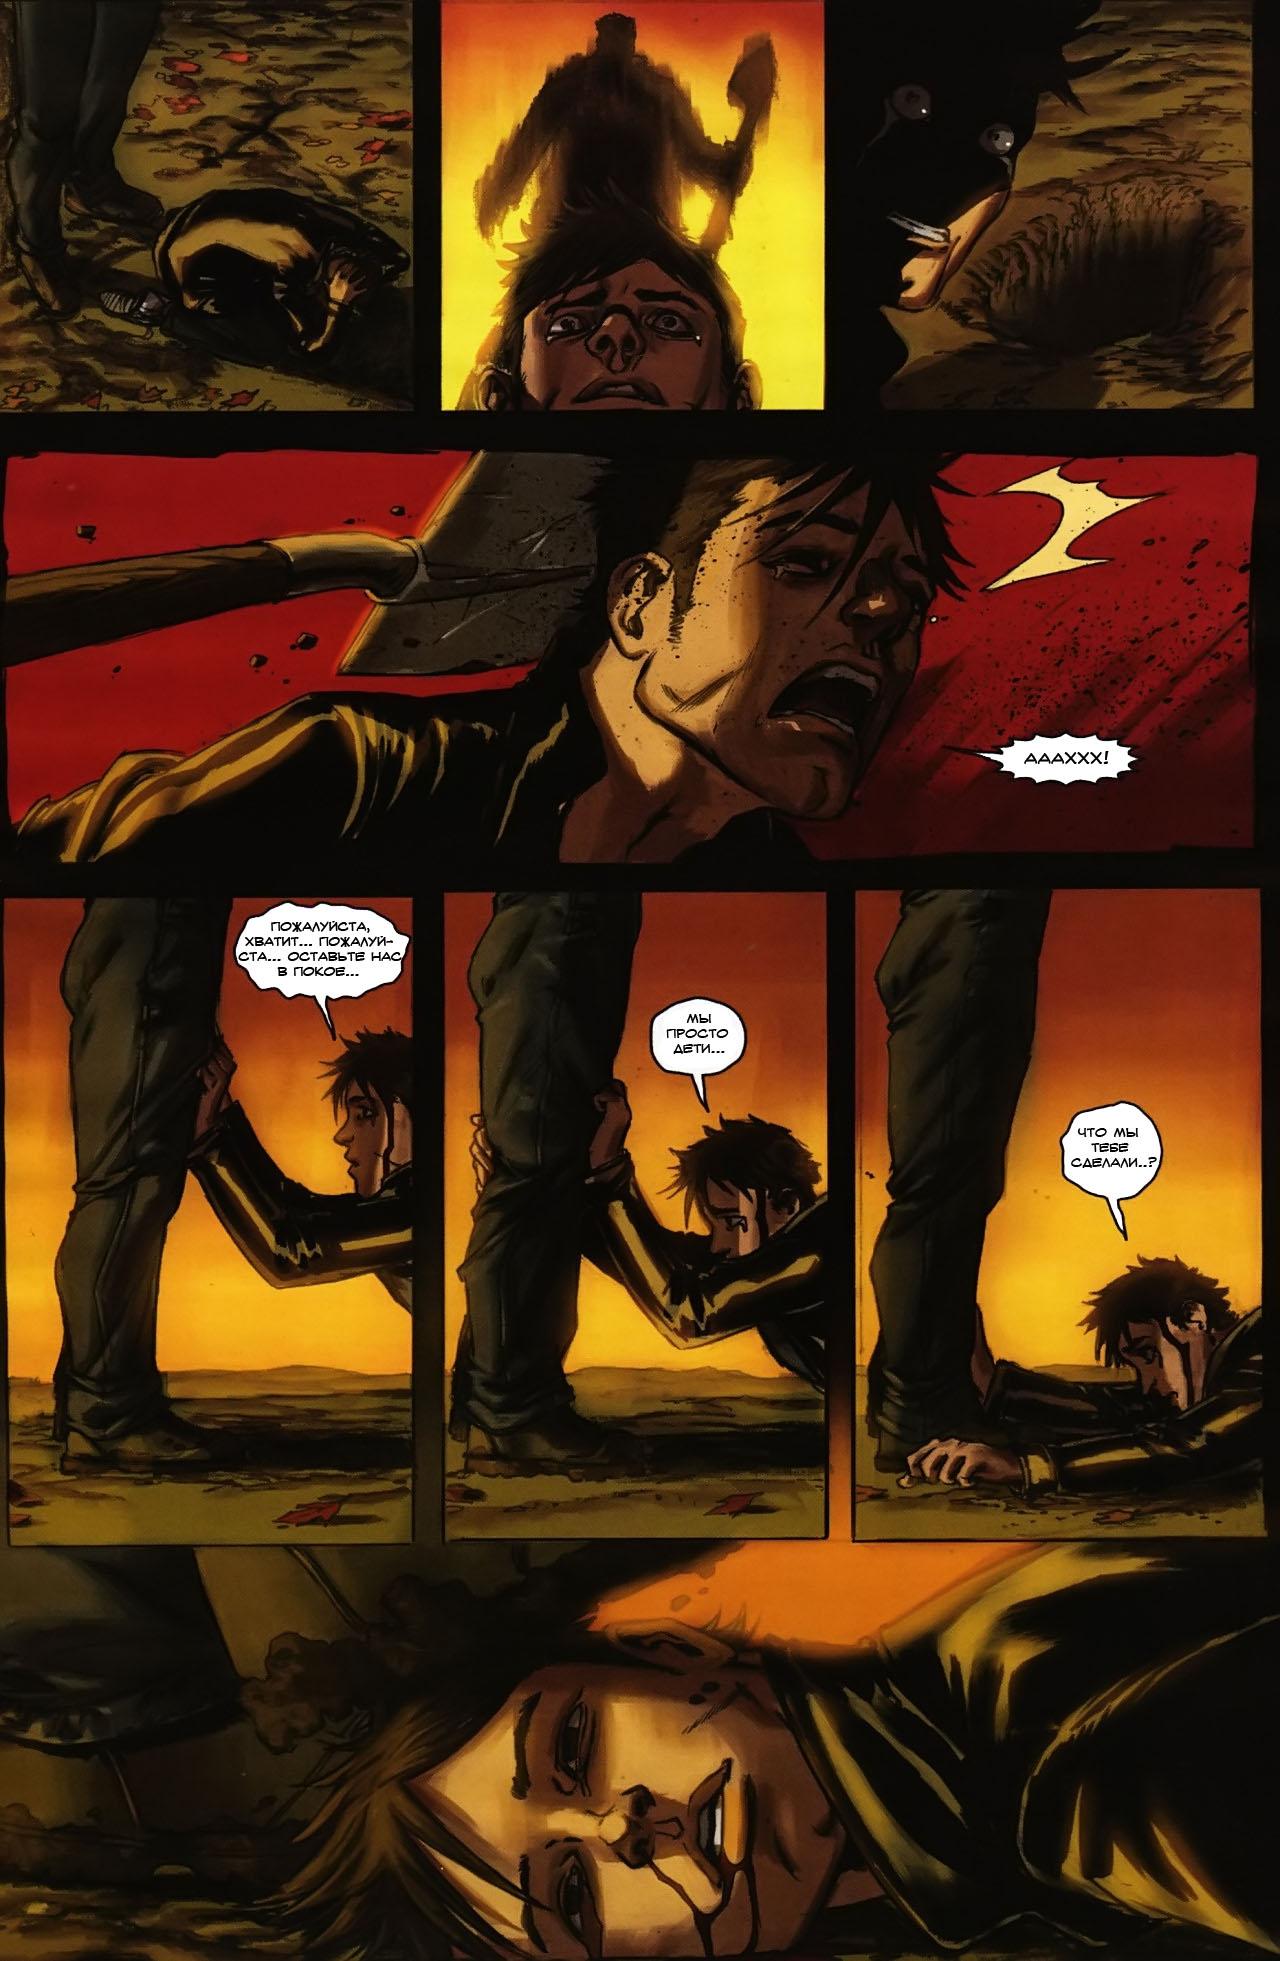 АААХХХ!
ПОЖАЛУЙСТА,
ХВАТИТ... ПОЖАЛУЙ-
СТА... ОСТАВЬТЕ НАС
В ПОКОЕ...
МЫ
ПРОСТО
ДЕТИ...
ЧТО МЫ
ТЕБЕ
СДЕЛАЛИ..?